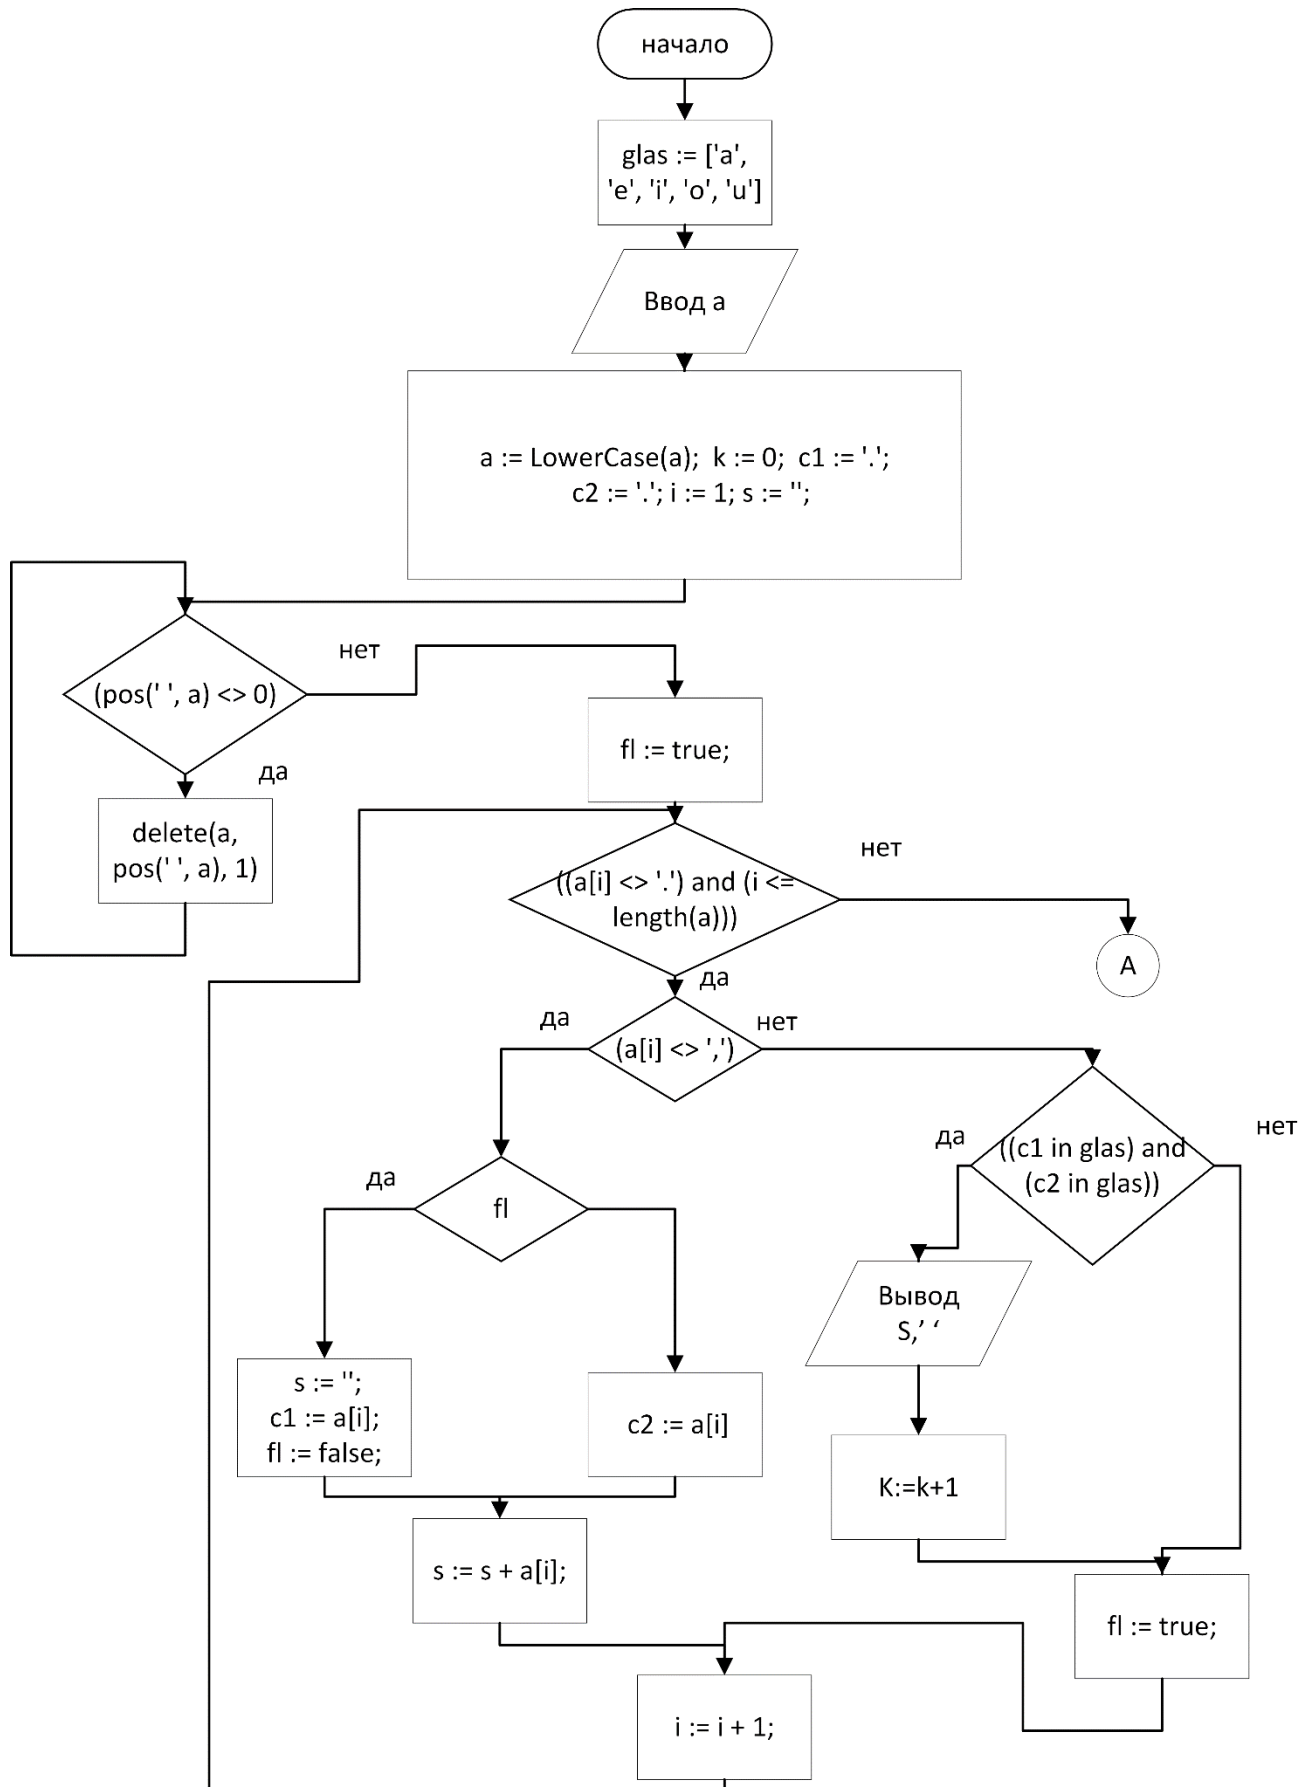 начало
glas := ['a',
'e', 'i', 'o', 'u']
Ввод a
a := LowerCase(a); k := 0; c1 := '.';
c2 := '.'; i := 1; s := '';
нет
(pos(' ', a) <> 0)
да
delete(a,
pos(' ', a), 1)
fl := true;
нет
((a[i] <> '.') and (i <=
length(a)))
A
да
да
нет
(a[i] <> ',')
да
нет
((c1 in glas) and
(c2 in glas))
да
fl
Вывод
S,’ ‘
s := '';
c1 := a[i];
fl := false;
c2 := a[i]
K:=k+1
s := s + a[i];
fl := true;
i := i + 1;